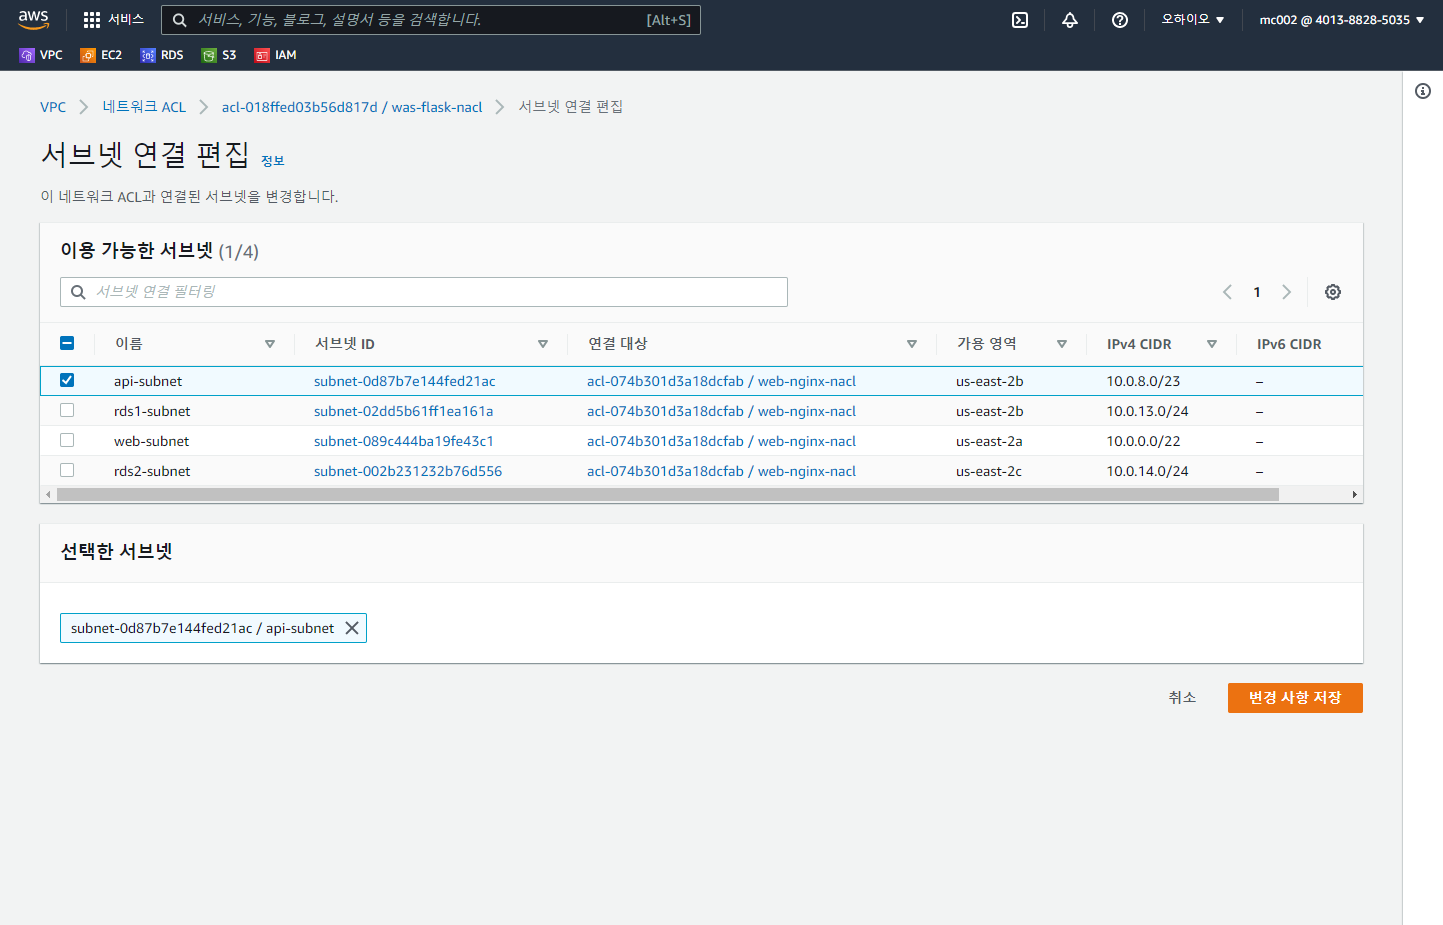 aws 서비스 서비스, 기능, 블로그, 설명서 등을 검색합니다. [Alt+S] 오하이오 ▼ mc002 @ 4013-8828-5035 ▼
VPC EC2 RDS S3 IAM
VPC > 네트워크 ACL > acl-018ffed03b56d817d / was-flask-nacl > 서브넷 연결 편집
서브넷 연결 편집 정보
이 네트워크 ACL과 연결된 서브넷을 변경합니다.
이용 가능한 서브넷 (1/4)
서브넷 연결 필터링 < 1 >
이름 서브넷 ID 연결 대상 가용 영역 IPv4 CIDR IPv6 CIDR
api-subnet subnet-0d87b7e144fed21ac acl-074b301d3a18dcfab / web-nginx-nacl us-east-2b 10.0.8.0/23 –
rds1-subnet subnet-02dd5b61ff1ea161a acl-074b301d3a18dcfab / web-nginx-nacl us-east-2b 10.0.13.0/24 –
web-subnet subnet-089c444ba19fe43c1 acl-074b301d3a18dcfab / web-nginx-nacl us-east-2a 10.0.0.0/22 –
rds2-subnet subnet-002b231232b76d556 acl-074b301d3a18dcfab / web-nginx-nacl us-east-2c 10.0.14.0/24 –
선택한 서브넷
subnet-0d87b7e144fed21ac / api-subnet
취소 변경 사항 저장